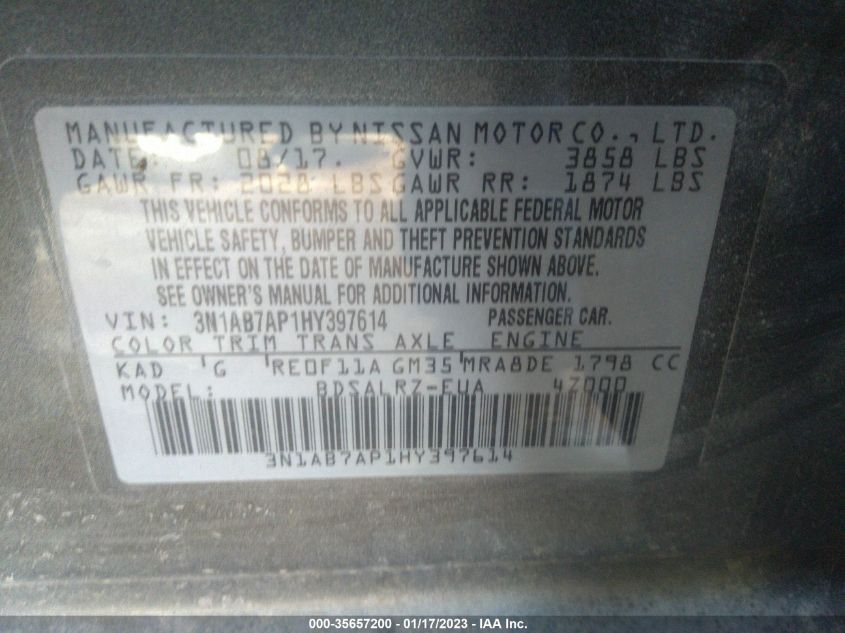 MANUFACTURED BY NISSAN MOTOR CO., LTD.
DATE: 08/17. GVWR: 3858 LBS
GAWR FR: 2028 LBS GAWR RR: 1874 LBS
THIS VEHICLE CONFORMS TO ALL APPLICABLE FEDERAL MOTOR
VEHICLE SAFETY, BUMPER AND THEFT PREVENTION STANDARDS
IN EFFECT ON THE DATE OF MANUFACTURE SHOWN ABOVE.
SEE OWNER'S MANUAL FOR ADDITIONAL INFORMATION.
VIN: 3N1AB7AP1HY397614 PASSENGER CAR.
COLOR TRIM TRANS AXLE ENGINE
KAD G RE0F11A GM35 MRA8DE 1798 CC
MODEL: BDSALRZ-EUA 4Z000
3N1AB7AP1HY397614
000-35657200 - 01/17/2023 - IAA Inc.